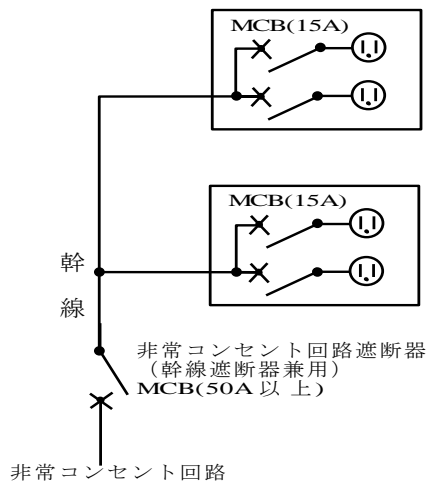 MCB(15A)
MCB(15A)
幹
線
非常コンセント回路遮断器
(幹線遮断器兼用)
MCB(50A以上)
非常コンセント回路